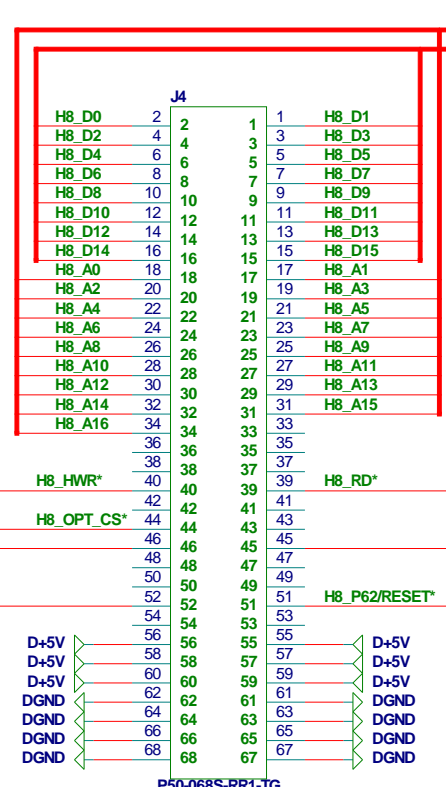 J4
H8_D0 2 2 1 1 H8_D1
H8_D2 4 4 3 3 H8_D3
H8_D4 6 6 5 5 H8_D5
H8_D6 8 8 7 7 H8_D7
H8_D8 10 10 9 9 H8_D9
H8_D10 12 12 11 11 H8_D11
H8_D12 14 14 13 13 H8_D13
H8_D14 16 16 15 15 H8_D15
H8_A0 18 18 17 17 H8_A1
H8_A2 20 20 19 19 H8_A3
H8_A4 22 22 21 21 H8_A5
H8_A6 24 24 23 23 H8_A7
H8_A8 26 26 25 25 H8_A9
H8_A10 28 28 27 27 H8_A11
H8_A12 30 30 29 29 H8_A13
H8_A14 32 32 31 31 H8_A15
H8_A16 34 34 33 33
36 36 35 35
38 38 37 37
H8_HWR* 40 40 39 39 H8_RD*
42 42 41 41
H8_OPT_CS* 44 44 43 43
46 46 45 45
48 48 47 47
50 50 49 49
52 52 51 51 H8_P62/RESET*
54 54 53 53
D+5V 56 56 55 55 D+5V
D+5V 58 58 57 57 D+5V
D+5V 60 60 59 59 D+5V
DGND 62 62 61 61 DGND
DGND 64 64 63 63 DGND
DGND 66 66 65 65 DGND
DGND 68 68 67 67 DGND
P50-068S-RR1-TG